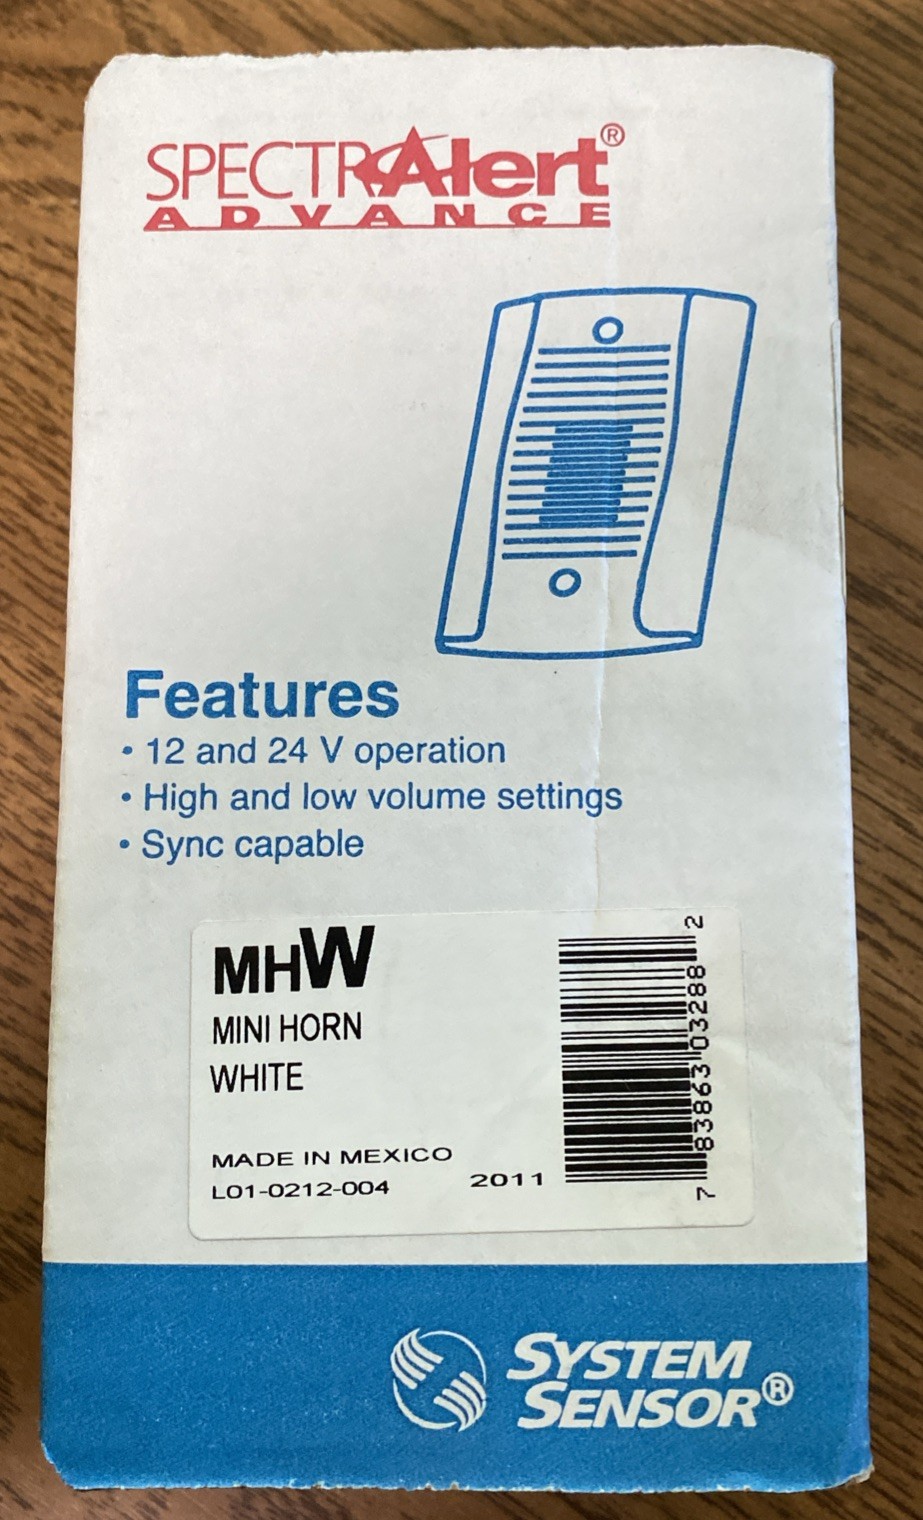 SPECTRAlert®
ADVANCE
Features
• 12 and 24 V operation
• High and low volume settings
• Sync capable
MHW
MINI HORN
WHITE
MADE IN MEXICO
L01-0212-004
2011
7 83863 03288 2
SYSTEM
SENSOR®